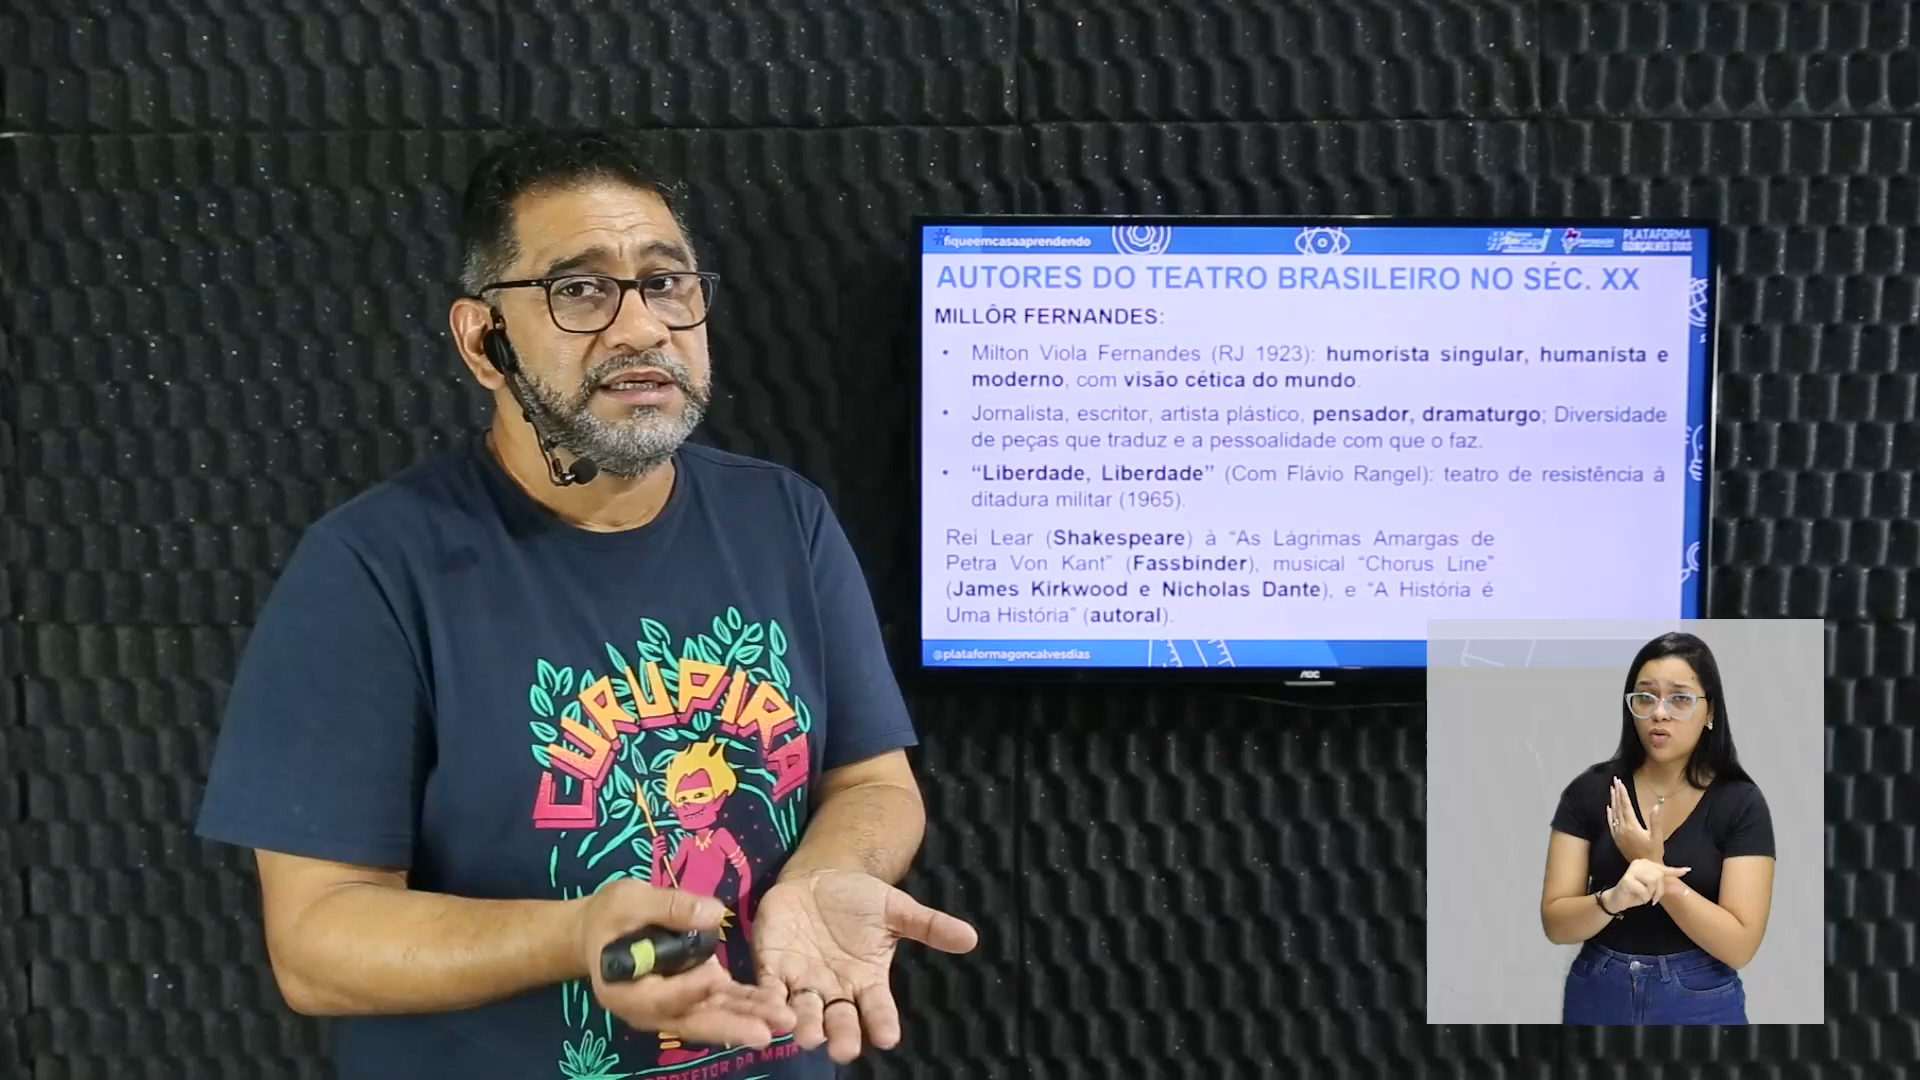 #fiqueemcasaaprendendo
PLATAFORMA
GONÇALVES DIAS
AUTORES DO TEATRO BRASILEIRO NO SÉC. XX
MILLÔR FERNANDES:
• Milton Viola Fernandes (RJ 1923): humorista singular, humanista e
moderno, com visão cética do mundo.
• Jornalista, escritor, artista plástico, pensador, dramaturgo; Diversidade
de peças que traduz e a pessoalidade com que o faz.
• “Liberdade, Liberdade” (Com Flávio Rangel): teatro de resistência à
ditadura militar (1965).
Rei Lear (Shakespeare) à “As Lágrimas Amargas de
Petra Von Kant” (Fassbinder), musical “Chorus Line”
(James Kirkwood e Nicholas Dante), e “A História é
Uma História” (autoral).
@plataformagoncalvesdias
AOC
CURUPIRA
PROTETOR DA MATA